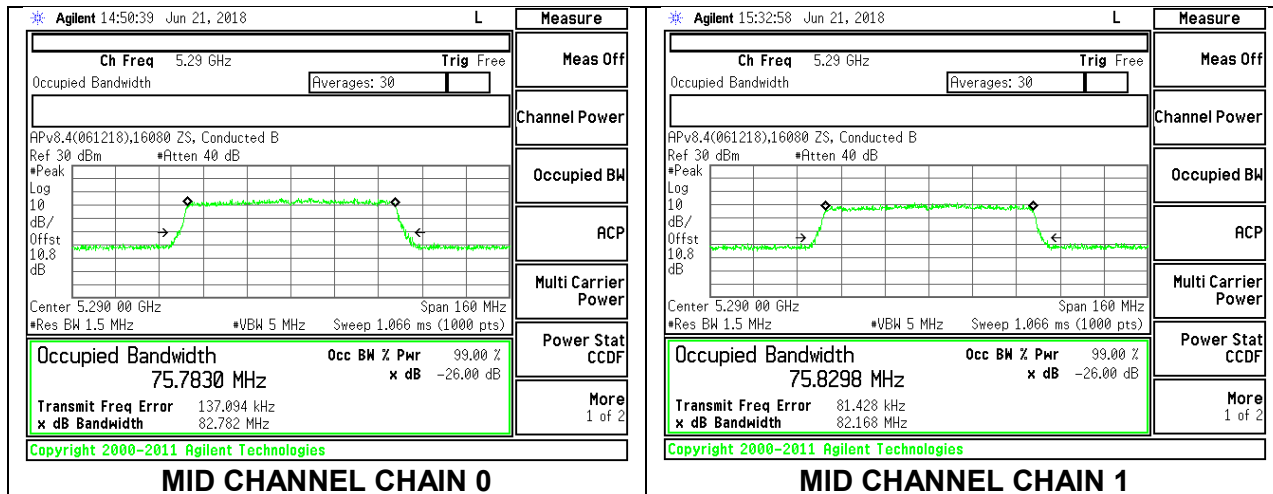 Agilent 14:50:39 Jun 21, 2018 L Measure
Ch Freq 5.29 GHz Trig Free
Occupied Bandwidth Averages: 30
Meas Off
Channel Power
APv8.4(061218),16080 ZS, Conducted B
Ref 30 dBm #Atten 40 dB
#Peak
Log
10
dB/
Offst
10.8
dB
Occupied BW
ACP
Multi Carrier
Power
Center 5.290 00 GHz Span 160 MHz
#Res BW 1.5 MHz #VBW 5 MHz Sweep 1.066 ms (1000 pts)
Power Stat
CCDF
Occupied Bandwidth Occ BW % Pwr 99.00 %
75.7830 MHz x dB -26.00 dB
Transmit Freq Error 137.094 kHz
x dB Bandwidth 82.782 MHz
More
1 of 2
Copyright 2000-2011 Agilent Technologies
MID CHANNEL CHAIN 0
Agilent 15:32:58 Jun 21, 2018 L Measure
Ch Freq 5.29 GHz Trig Free
Occupied Bandwidth Averages: 30
Meas Off
Channel Power
APv8.4(061218),16080 ZS, Conducted B
Ref 30 dBm #Atten 40 dB
#Peak
Log
10
dB/
Offst
10.8
dB
Occupied BW
ACP
Multi Carrier
Power
Center 5.290 00 GHz Span 160 MHz
#Res BW 1.5 MHz #VBW 5 MHz Sweep 1.066 ms (1000 pts)
Power Stat
CCDF
Occupied Bandwidth Occ BW % Pwr 99.00 %
75.8298 MHz x dB -26.00 dB
Transmit Freq Error 81.428 kHz
x dB Bandwidth 82.168 MHz
More
1 of 2
Copyright 2000-2011 Agilent Technologies
MID CHANNEL CHAIN 1